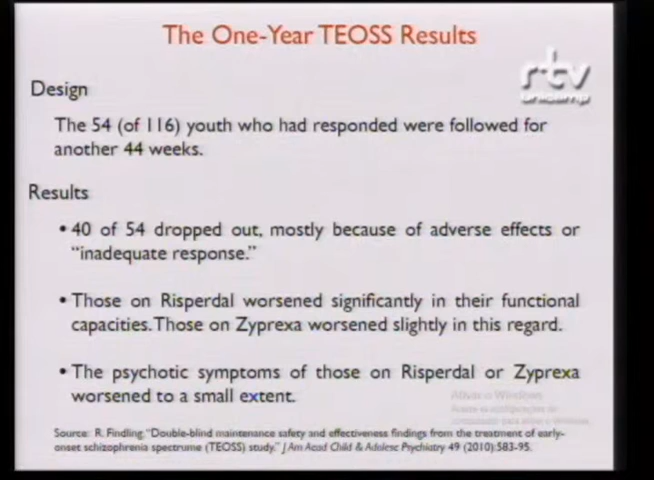 The One-Year TEOSS Results
rtv
unicamp
Design
The 54 (of 116) youth who had responded were followed for
another 44 weeks.
Results
• 40 of 54 dropped out, mostly because of adverse effects or
“inadequate response.”
• Those on Risperdal worsened significantly in their functional
capacities. Those on Zyprexa worsened slightly in this regard.
• The psychotic symptoms of those on Risperdal or Zyprexa
worsened to a small extent.
Source: R. Findling. “Double-blind maintenance safety and effectiveness findings from the treatment of early-
onset schizophrenia spectrume (TEOSS) study.” J Am Acad Child & Adolesc Psychiatry 49 (2010):583-95.